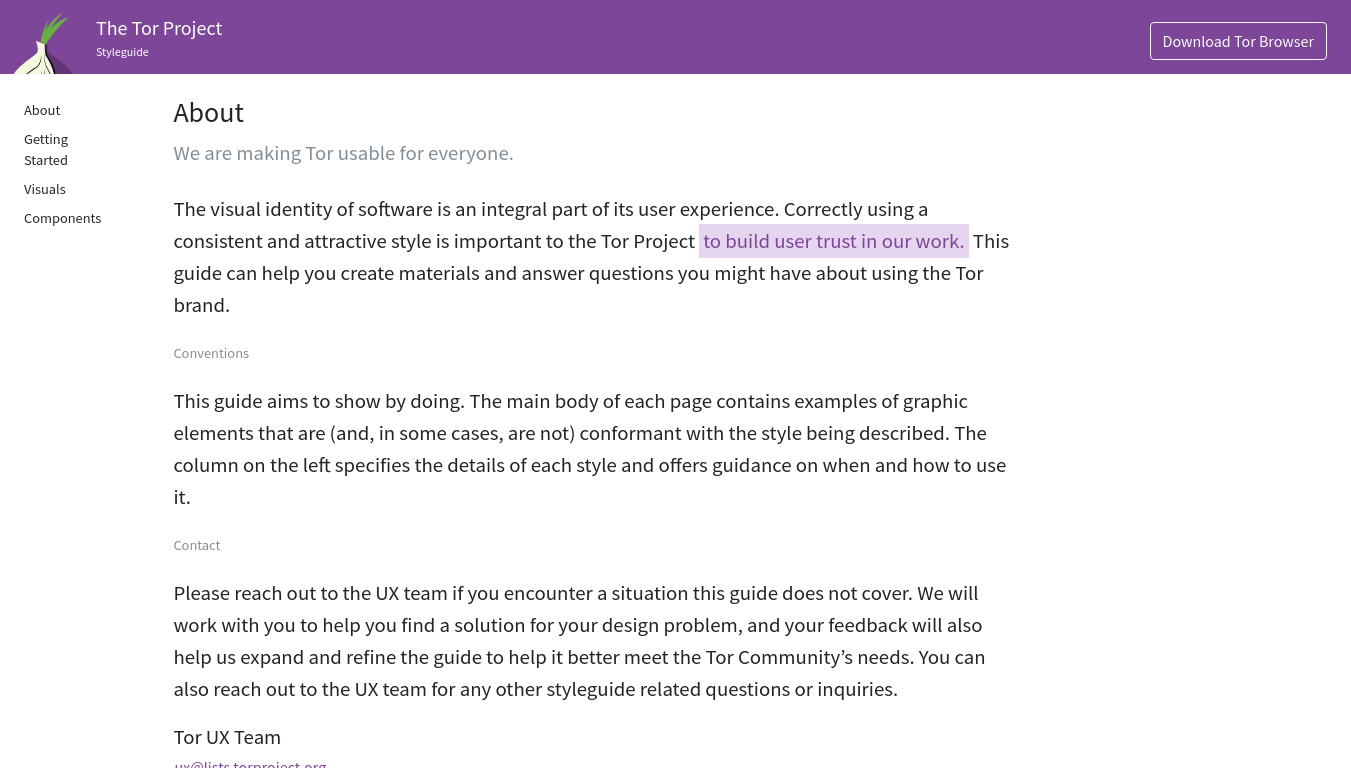 The Tor Project
Styleguide
Download Tor Browser
About
Getting
Started
Visuals
Components
About
We are making Tor usable for everyone.
The visual identity of software is an integral part of its user experience. Correctly using a
consistent and attractive style is important to the Tor Project to build user trust in our work. This
guide can help you create materials and answer questions you might have about using the Tor
brand.
Conventions
This guide aims to show by doing. The main body of each page contains examples of graphic
elements that are (and, in some cases, are not) conformant with the style being described. The
column on the left specifies the details of each style and offers guidance on when and how to use
it.
Contact
Please reach out to the UX team if you encounter a situation this guide does not cover. We will
work with you to help you find a solution for your design problem, and your feedback will also
help us expand and refine the guide to help it better meet the Tor Community’s needs. You can
also reach out to the UX team for any other styleguide related questions or inquiries.
Tor UX Team
ux@lists.torproject.org